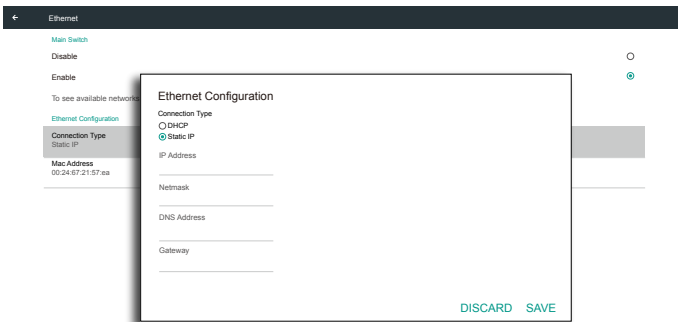 Ethernet
Main Switch
Disable
Enable
To see available networks
Ethernet Configuration
Connection Type
Static IP
Mac Address
00:24:67:21:57:ea
Ethernet Configuration
Connection Type
DHCP
Static IP
IP Address
Netmask
DNS Address
Gateway
DISCARD SAVE